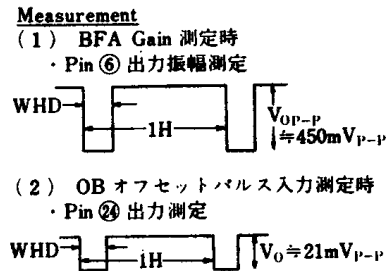 Measurement
(1) BFA Gain 測定時
・Pin ⑥ 出力振幅測定
WHD
1H
VOP-P
≒450mVP-P
(2) OB オフセットパルス入力測定時
・Pin ㉔ 出力測定
WHD
1H
VO≒21mVP-P